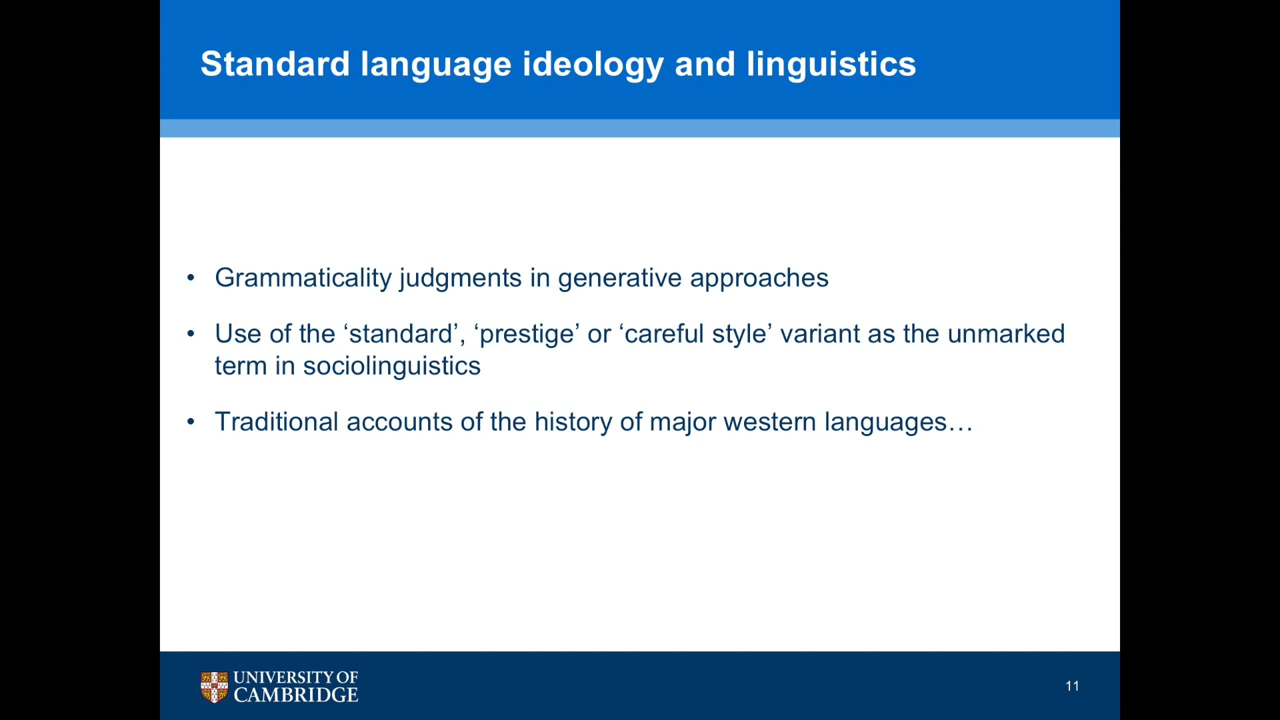 Standard language ideology and linguistics
• Grammaticality judgments in generative approaches
• Use of the ‘standard’, ‘prestige’ or ‘careful style’ variant as the unmarked
term in sociolinguistics
• Traditional accounts of the history of major western languages…
UNIVERSITY OF
CAMBRIDGE
11